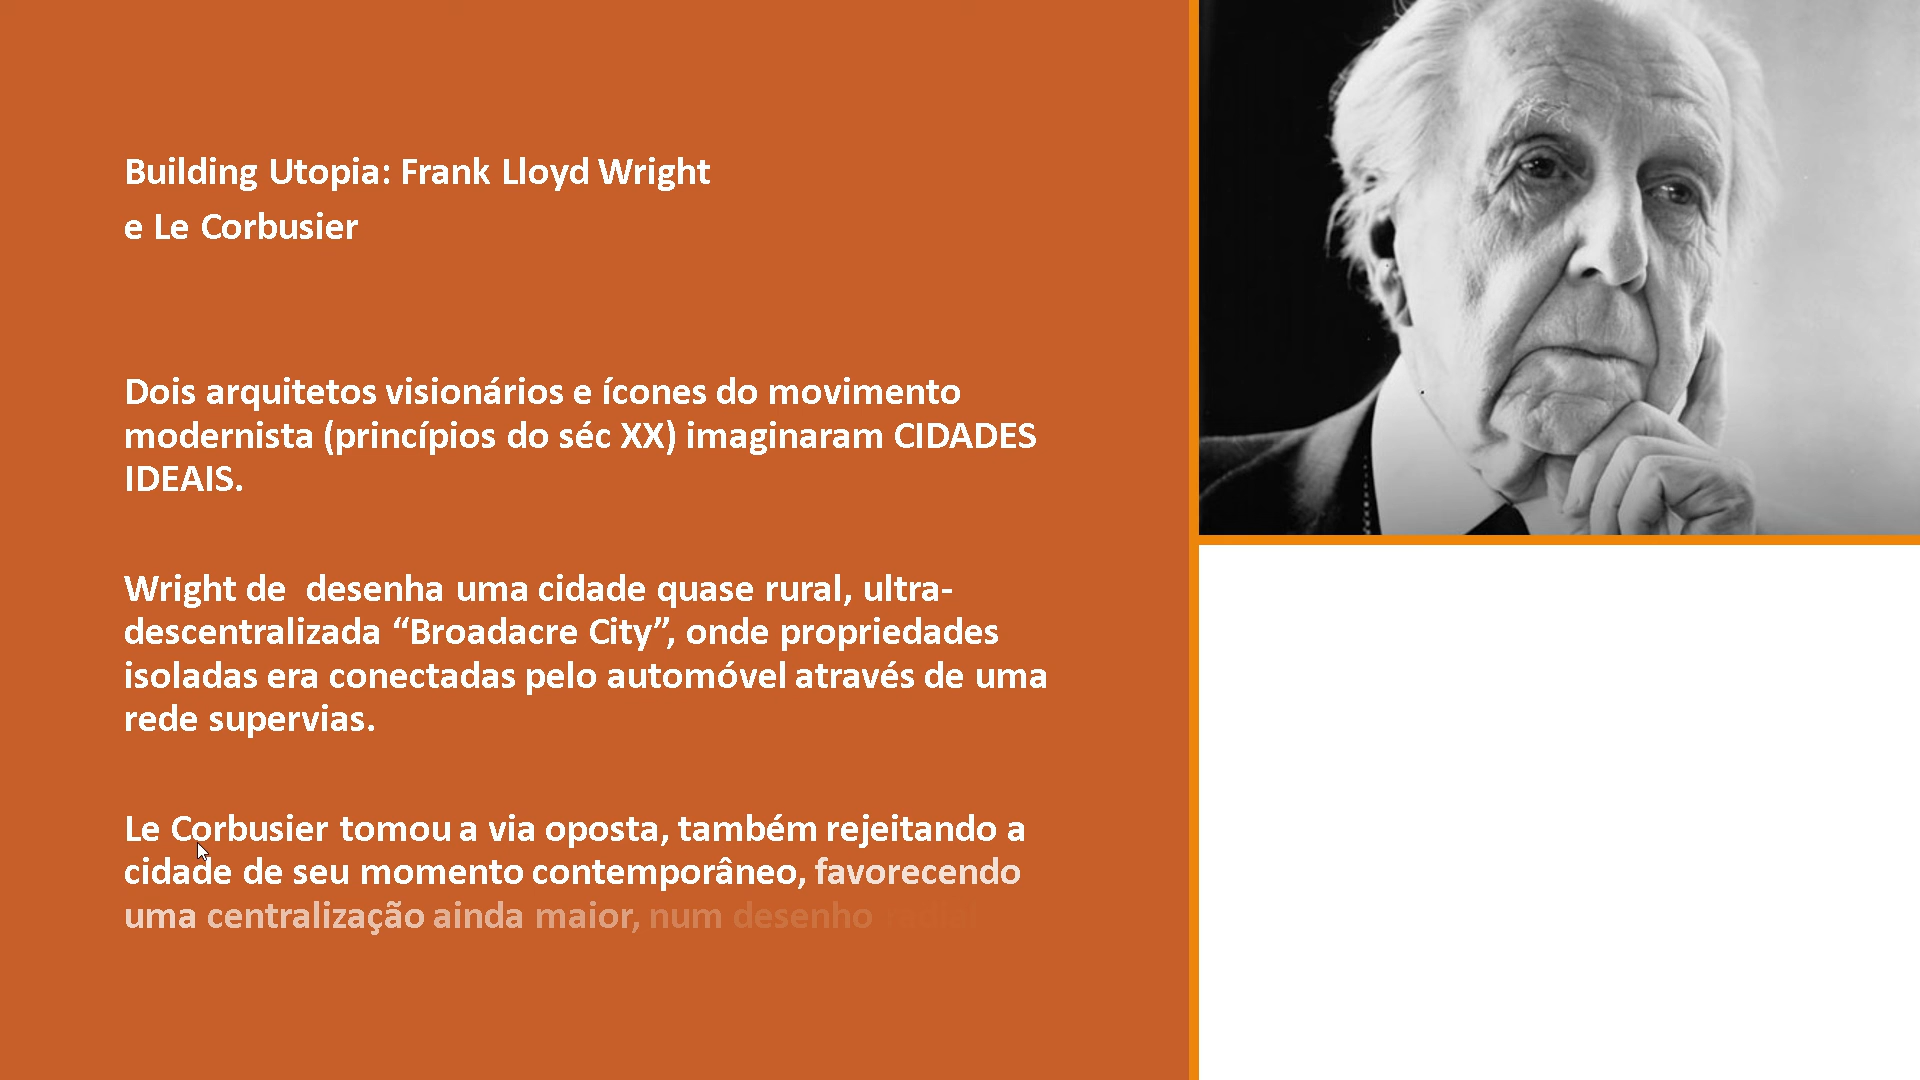 Building Utopia: Frank Lloyd Wright
e Le Corbusier
Dois arquitetos visionários e ícones do movimento
modernista (princípios do séc XX) imaginaram CIDADES
IDEAIS.
Wright de  desenha uma cidade quase rural, ultra-
descentralizada “Broadacre City”, onde propriedades
isoladas era conectadas pelo automóvel através de uma
rede supervias.
Le Corbusier tomou a via oposta, também rejeitando a
cidade de seu momento contemporâneo, favorecendo
uma centralização ainda maior, num desenho